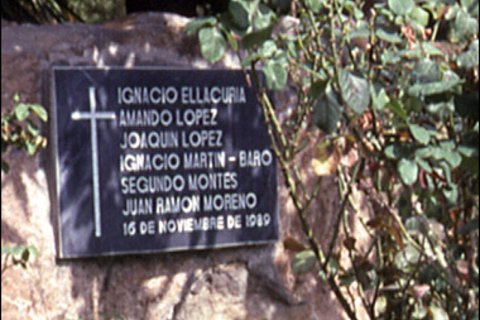 IGNACIO ELLACURIA
AMANDO LOPEZ
JOAQUIN LOPEZ
IGNACIO MARTIN - BARO
SEGUNDO MONTES
JUAN RAMON MORENO
16 DE NOVIEMBRE DE 1989